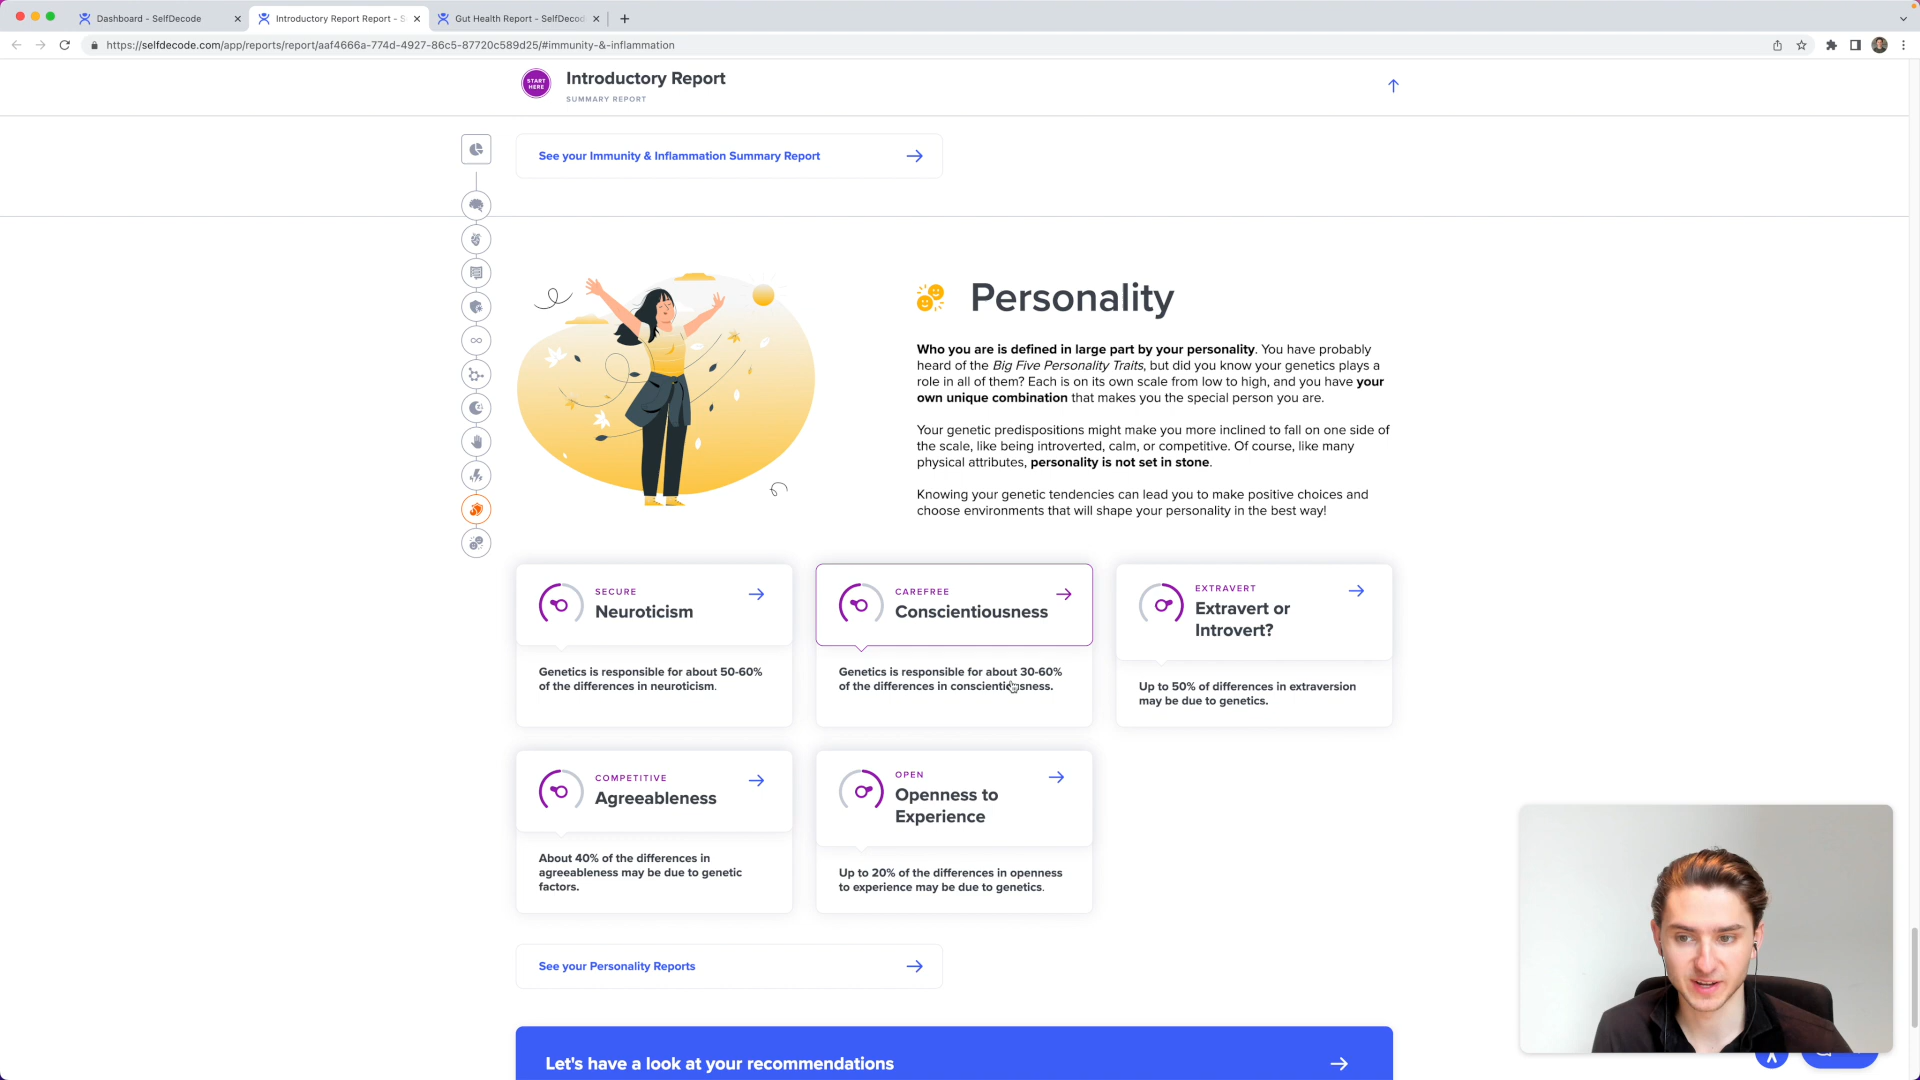 Dashboard - SelfDecode
Introductory Report Report - S
Gut Health Report - SelfDecod
https://selfdecode.com/app/reports/report/aaf4666a-774d-4927-86c5-87720c589d25/#immunity-&-inflammation
START
HERE
Introductory Report
SUMMARY REPORT
See your Immunity & Inflammation Summary Report
Personality
Who you are is defined in large part by your personality. You have probably
heard of the Big Five Personality Traits, but did you know your genetics plays a
role in all of them? Each is on its own scale from low to high, and you have your
own unique combination that makes you the special person you are.
Your genetic predispositions might make you more inclined to fall on one side of
the scale, like being introverted, calm, or competitive. Of course, like many
physical attributes, personality is not set in stone.
Knowing your genetic tendencies can lead you to make positive choices and
choose environments that will shape your personality in the best way!
SECURE
Neuroticism
Genetics is responsible for about 50-60%
of the differences in neuroticism.
CAREFREE
Conscientiousness
Genetics is responsible for about 30-60%
of the differences in conscientiousness.
EXTRAVERT
Extravert or
Introvert?
Up to 50% of differences in extraversion
may be due to genetics.
COMPETITIVE
Agreeableness
About 40% of the differences in
agreeableness may be due to genetic
factors.
OPEN
Openness to
Experience
Up to 20% of the differences in openness
to experience may be due to genetics.
See your Personality Reports
Let's have a look at your recommendations